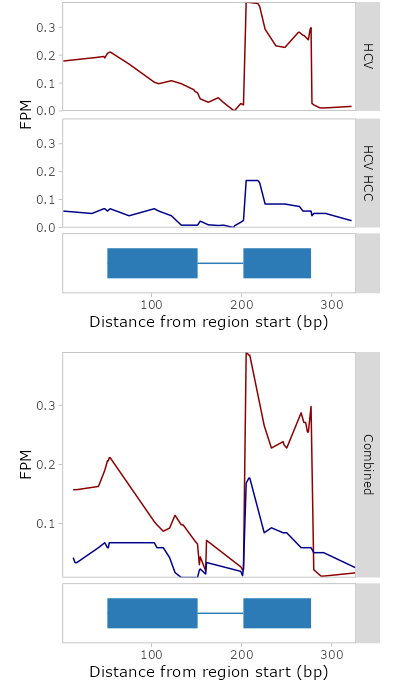 0.3
0.2
0.1
0.0
HCV
FPM
0.3
0.2
0.1
0.0
HCV HCC
100
200
300
Distance from region start (bp)
0.3
0.2
0.1
FPM
Combined
100
200
300
Distance from region start (bp)